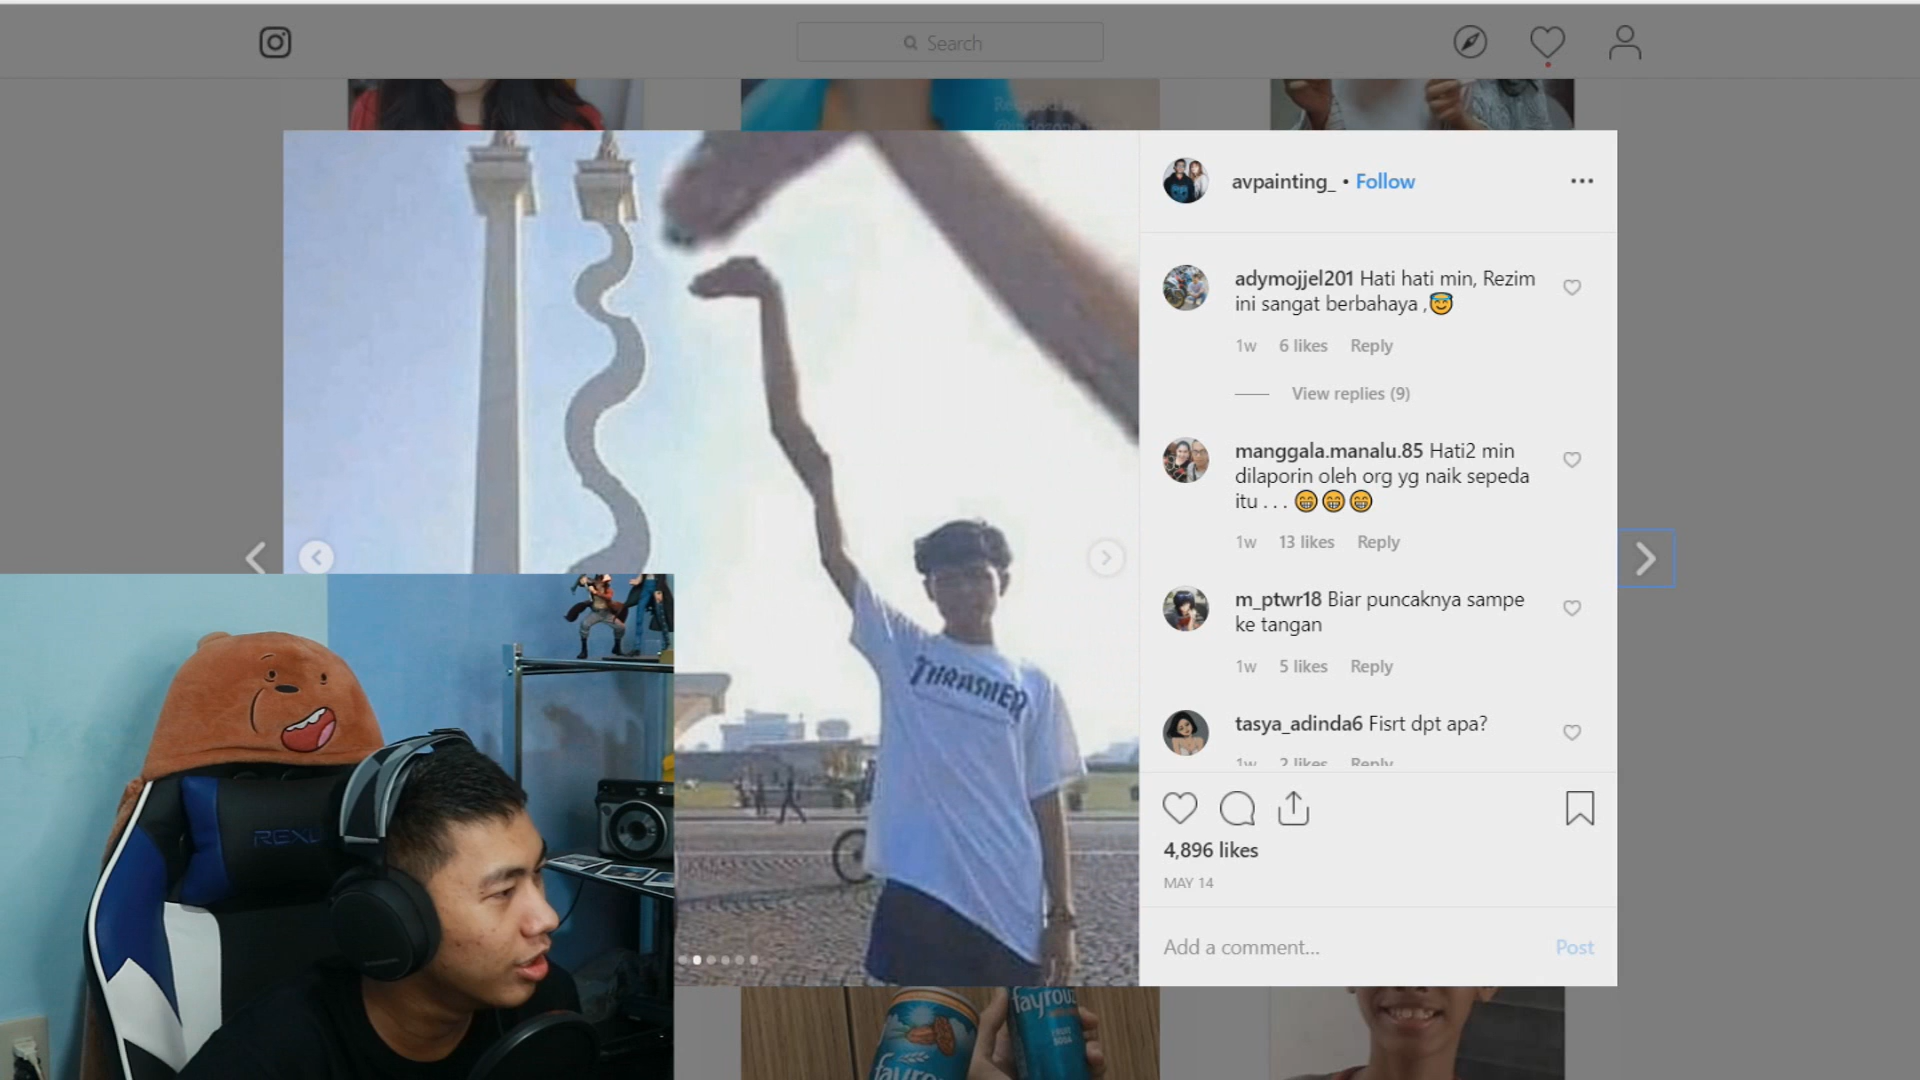 Search
avpainting_ • Follow
adymojjel201 Hati hati min, Rezim
ini sangat berbahaya ,😇
1w 6 likes Reply
View replies (9)
manggala.manalu.85 Hati2 min
dilaporin oleh org yg naik sepeda
itu . . . 😁😁😁
1w 13 likes Reply
m_ptwr18 Biar puncaknya sampe
ke tangan
1w 5 likes Reply
tasya_adinda6 Fisrt dpt apa?
1w 2 likes Reply
4,896 likes
MAY 14
Add a comment... Post
THRASHER
REXU
fayrouz
FRUIT
SODA